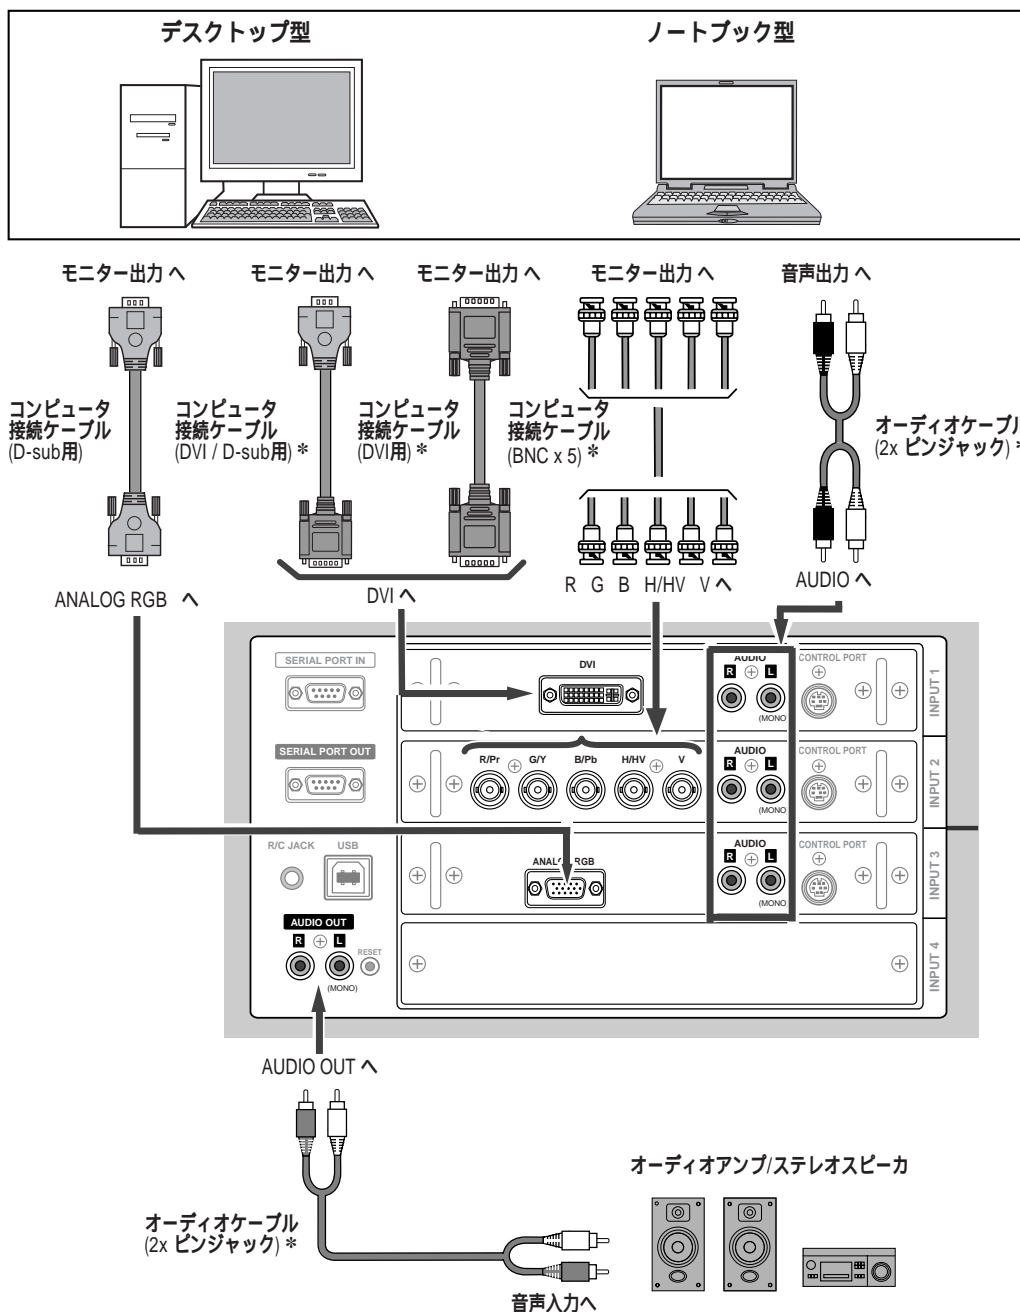 デスクトップ型
ノートブック型
モニター出力 へ
モニター出力 へ
モニター出力 へ
モニター出力 へ
音声出力 へ
コンピュータ
接続ケーブル
(D-sub用)
コンピュータ
接続ケーブル
(DVI / D-sub用) *
コンピュータ
接続ケーブル
(DVI用) *
コンピュータ
接続ケーブル
(BNC x 5) *
オーディオケーブル
(2x ピンジャック) *
ANALOG RGB へ
DVI へ
R G B H/HV V へ
AUDIO へ
SERIAL PORT IN
DVI
AUDIO
R L
(MONO
CONTROL PORT
INPUT 1
SERIAL PORT OUT
R/Pr G/Y B/Pb H/HV V
AUDIO
R L
(MONO
CONTROL PORT
INPUT 2
R/C JACK USB
ANALOG RGB
AUDIO
R L
(MONO
CONTROL PORT
INPUT 3
AUDIO OUT
R L
RESET
(MONO)
INPUT 4
AUDIO OUT へ
オーディオアンプ/ステレオスピーカ
オーディオケーブル
(2x ピンジャック) *
音声入力へ